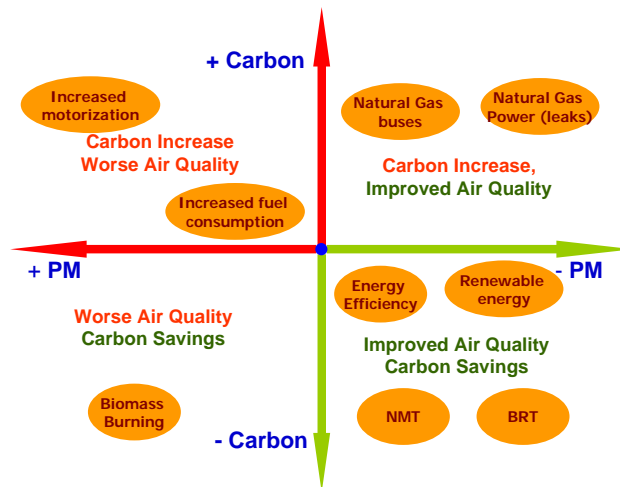 + Carbon
Increased
motorization
Natural Gas
buses
Natural Gas
Power (leaks)
Carbon Increase
Worse Air Quality
Carbon Increase,
Improved Air Quality
Increased fuel
consumption
+ PM
- PM
Energy
Efficiency
Renewable
energy
Worse Air Quality
Carbon Savings
Improved Air Quality
Carbon Savings
Biomass
Burning
NMT
BRT
- Carbon